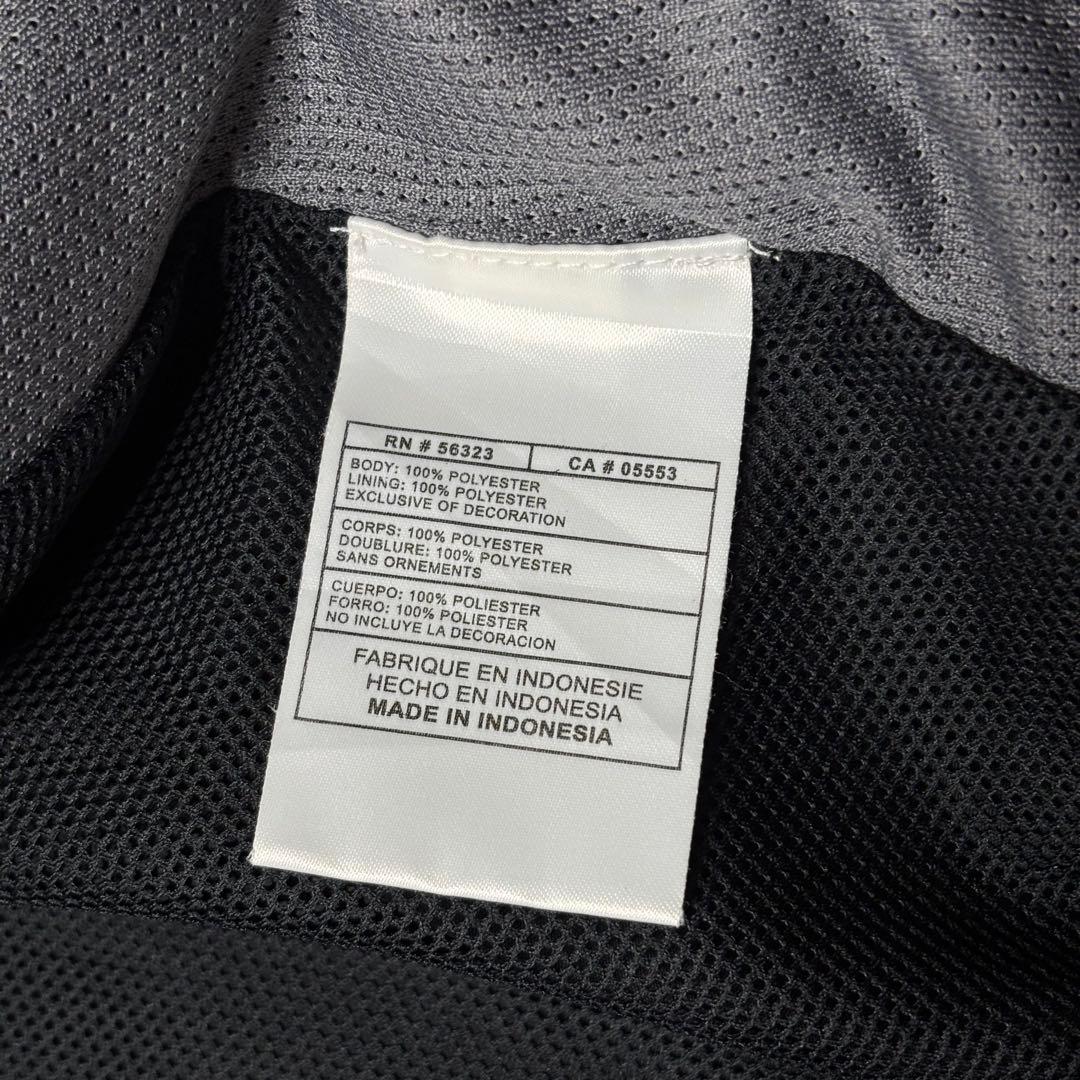 RN # 56323 CA # 05553
BODY: 100% POLYESTER
LINING: 100% POLYESTER
EXCLUSIVE OF DECORATION
CORPS: 100% POLYESTER
DOUBLURE: 100% POLYESTER
SANS ORNEMENTS
CUERPO: 100% POLIESTER
FORRO: 100% POLIESTER
NO INCLUYE LA DECORACION
FABRIQUE EN INDONESIE
HECHO EN INDONESIA
MADE IN INDONESIA